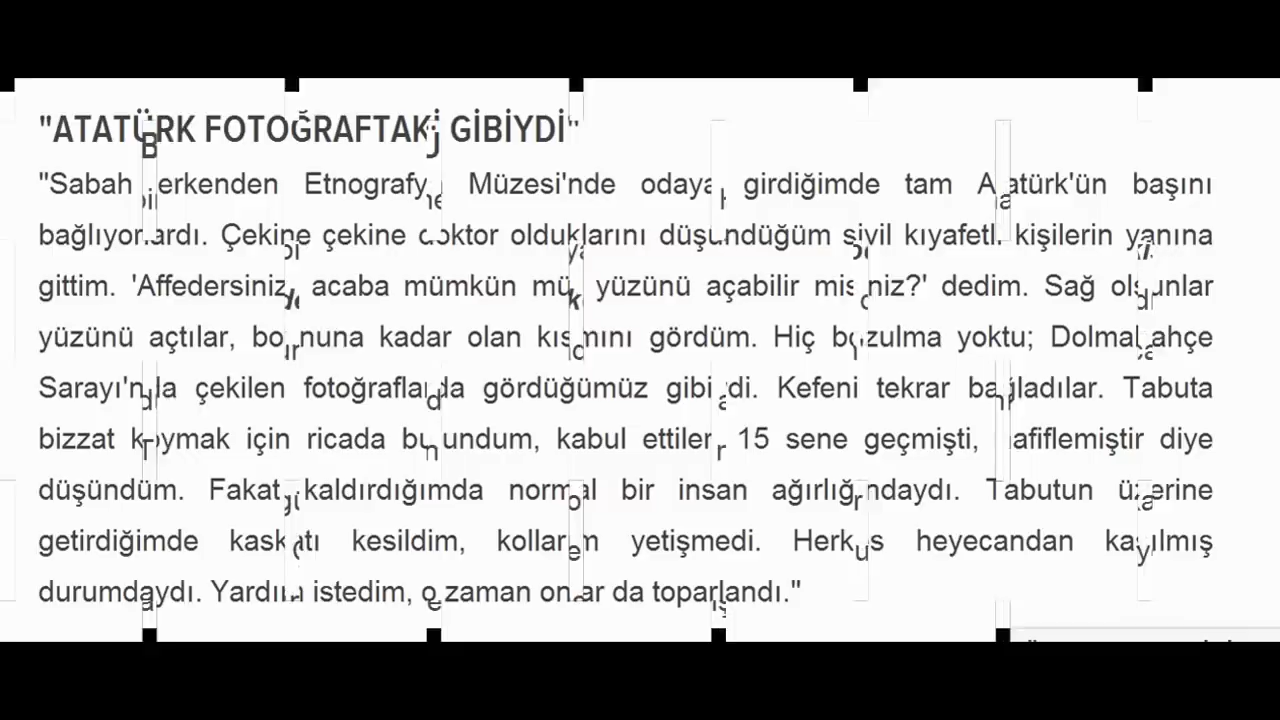 "ATATÜRK FOTOĞRAFTAKİ GİBİYDİ"
"Sabah erkenden Etnografya Müzesi'nde odaya girdiğimde tam Atatürk'ün başını
bağlıyorlardı. Çekine çekine doktor olduklarını düşündüğüm sivil kıyafetli kişilerin yanına
gittim. 'Affedersiniz, acaba mümkün mü, yüzünü açabilir misiniz?' dedim. Sağ olsunlar
yüzünü açtılar, boynuna kadar olan kısmını gördüm. Hiç bozulma yoktu; Dolmabahçe
Sarayı'nda çekilen fotoğraflarda gördüğümüz gibiydi. Kefeni tekrar bağladılar. Tabuta
bizzat koymak için ricada bulundum, kabul ettiler. 15 sene geçmişti, hafiflemiştir diye
düşündüm. Fakat kaldırdığımda normal bir insan ağırlığındaydı. Tabutun üzerine
getirdiğimde kaskatı kesildim, kollarım yetişmedi. Herkes heyecandan kasılmış
durumdaydı. Yardım istedim, o zaman onlar da toparlandı."